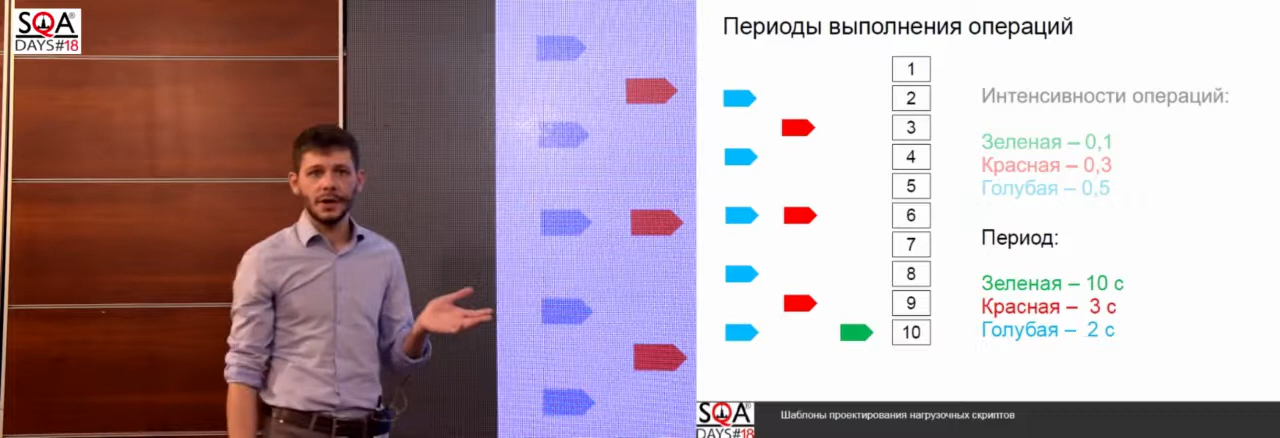 SQA
DAYS#18
Периоды выполнения операций
1
2
3
4
5
6
7
8
9
10
Интенсивности операций:
Зеленая – 0,1
Красная – 0,3
Голубая – 0,5
Период:
Зеленая – 10 с
Красная – 3 с
Голубая – 2 с
SQA
DAYS#18
Шаблоны проектирования нагрузочных скриптов